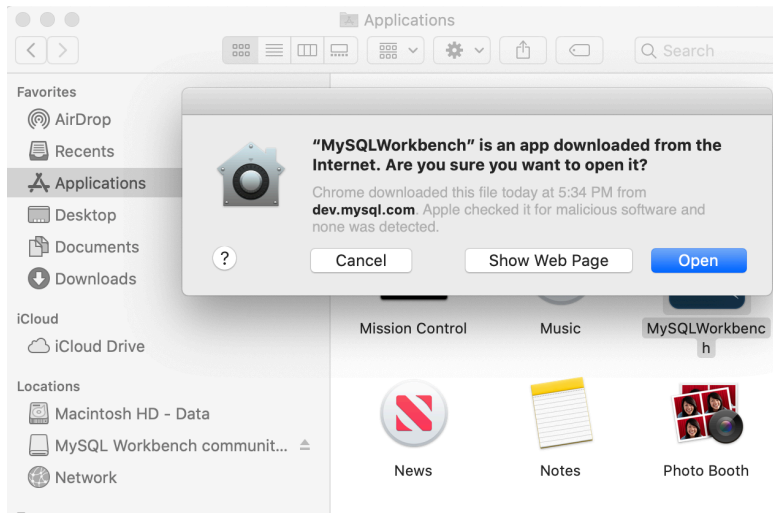 Applications
Search
Favorites
AirDrop
Recents
Applications
Desktop
Documents
Downloads
iCloud
iCloud Drive
Locations
Macintosh HD - Data
MySQL Workbench communit...
Network
“MySQLWorkbench” is an app downloaded from the
Internet. Are you sure you want to open it?
Chrome downloaded this file today at 5:34 PM from
dev.mysql.com. Apple checked it for malicious software and
none was detected.
?
Cancel
Show Web Page
Open
Mission Control
Music
MySQLWorkbenc
h
News
Notes
Photo Booth